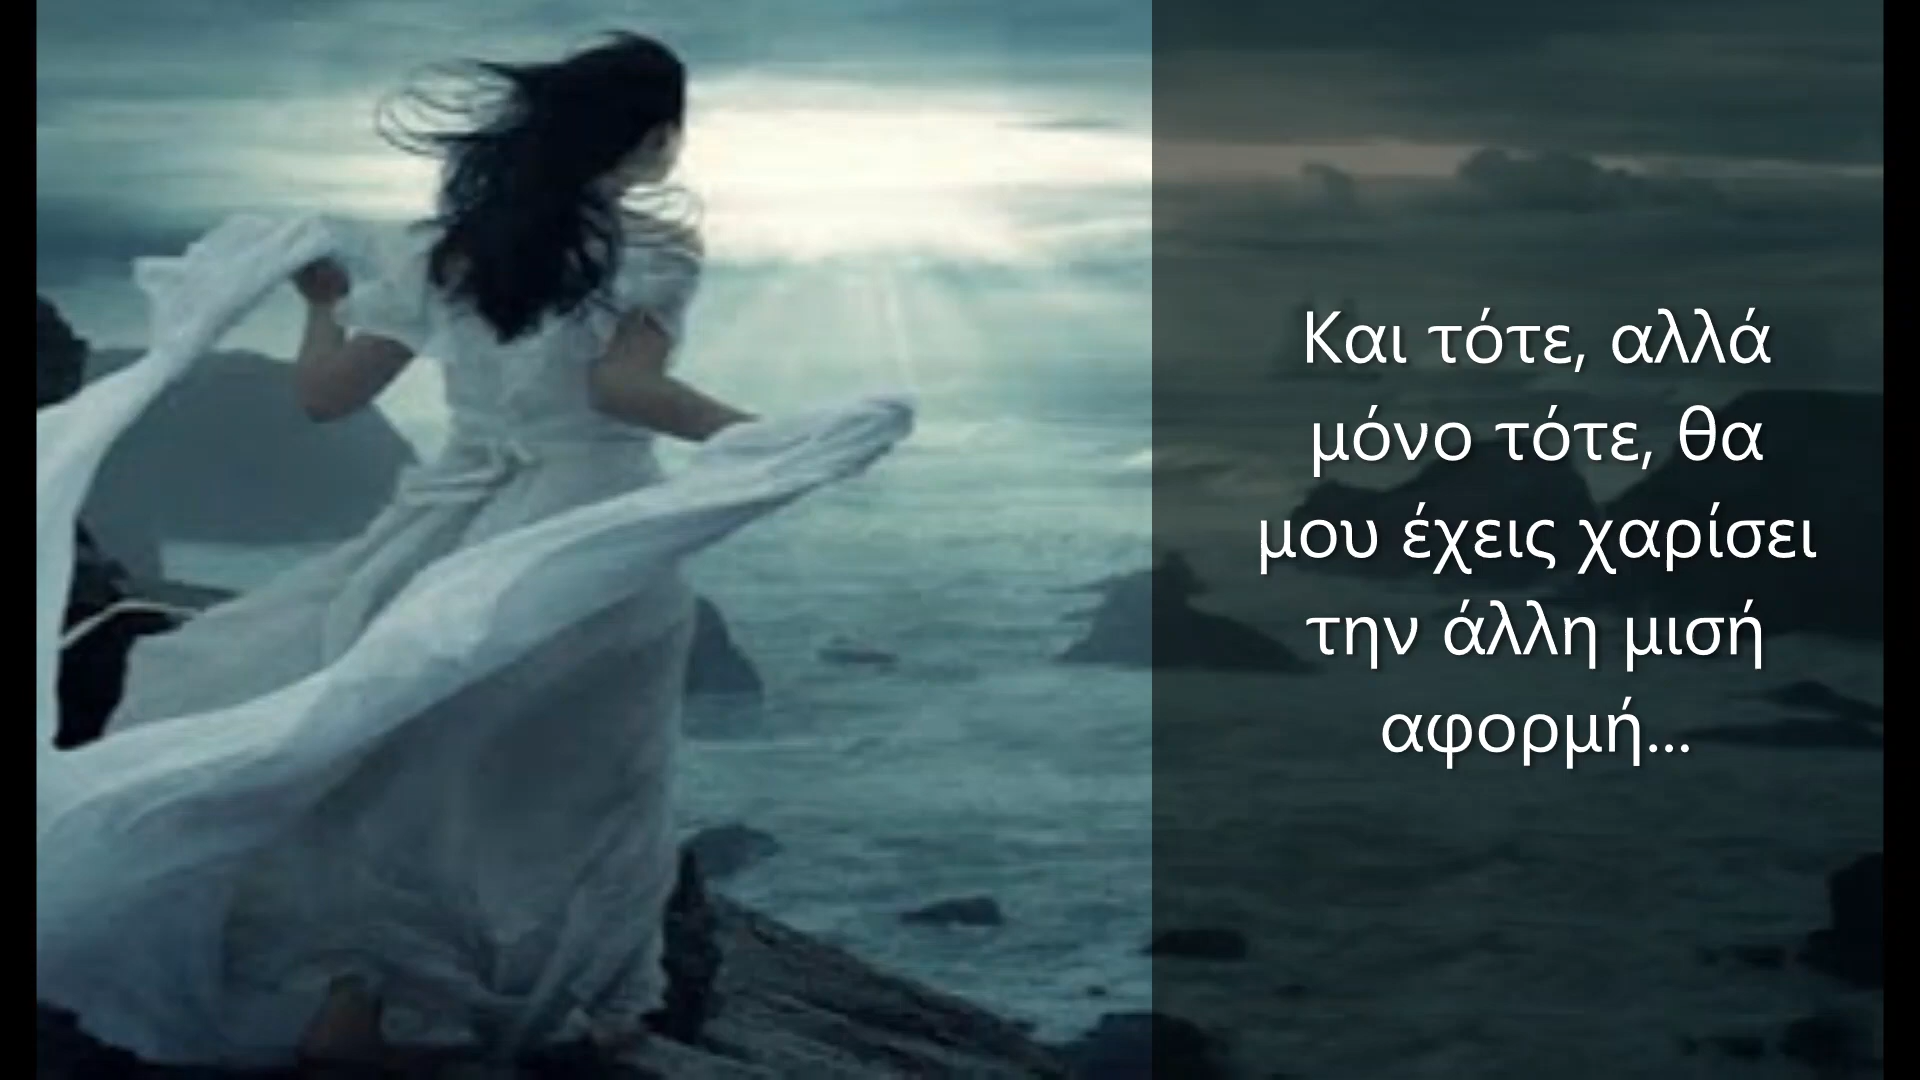 Και τότε, αλλά
μόνο τότε, θα
μου έχεις χαρίσει
την άλλη μισή
αφορμή...